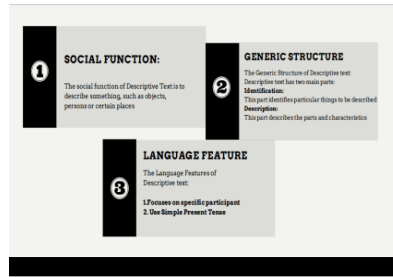 1
SOCIAL FUNCTION:
The social function of Descriptive Text is to
describe something, such as objects,
persons or certain places
2
GENERIC STRUCTURE
The Generic Structure of Descriptive text:
Descriptive text has two main parts:
Identification:
This part identifies particular things to be described
Description:
This part describes the parts and characteristics
3
LANGUAGE FEATURE
The Language Features of
Descriptive text:
1.Focuses on specific participant
2. Use Simple Present Tense